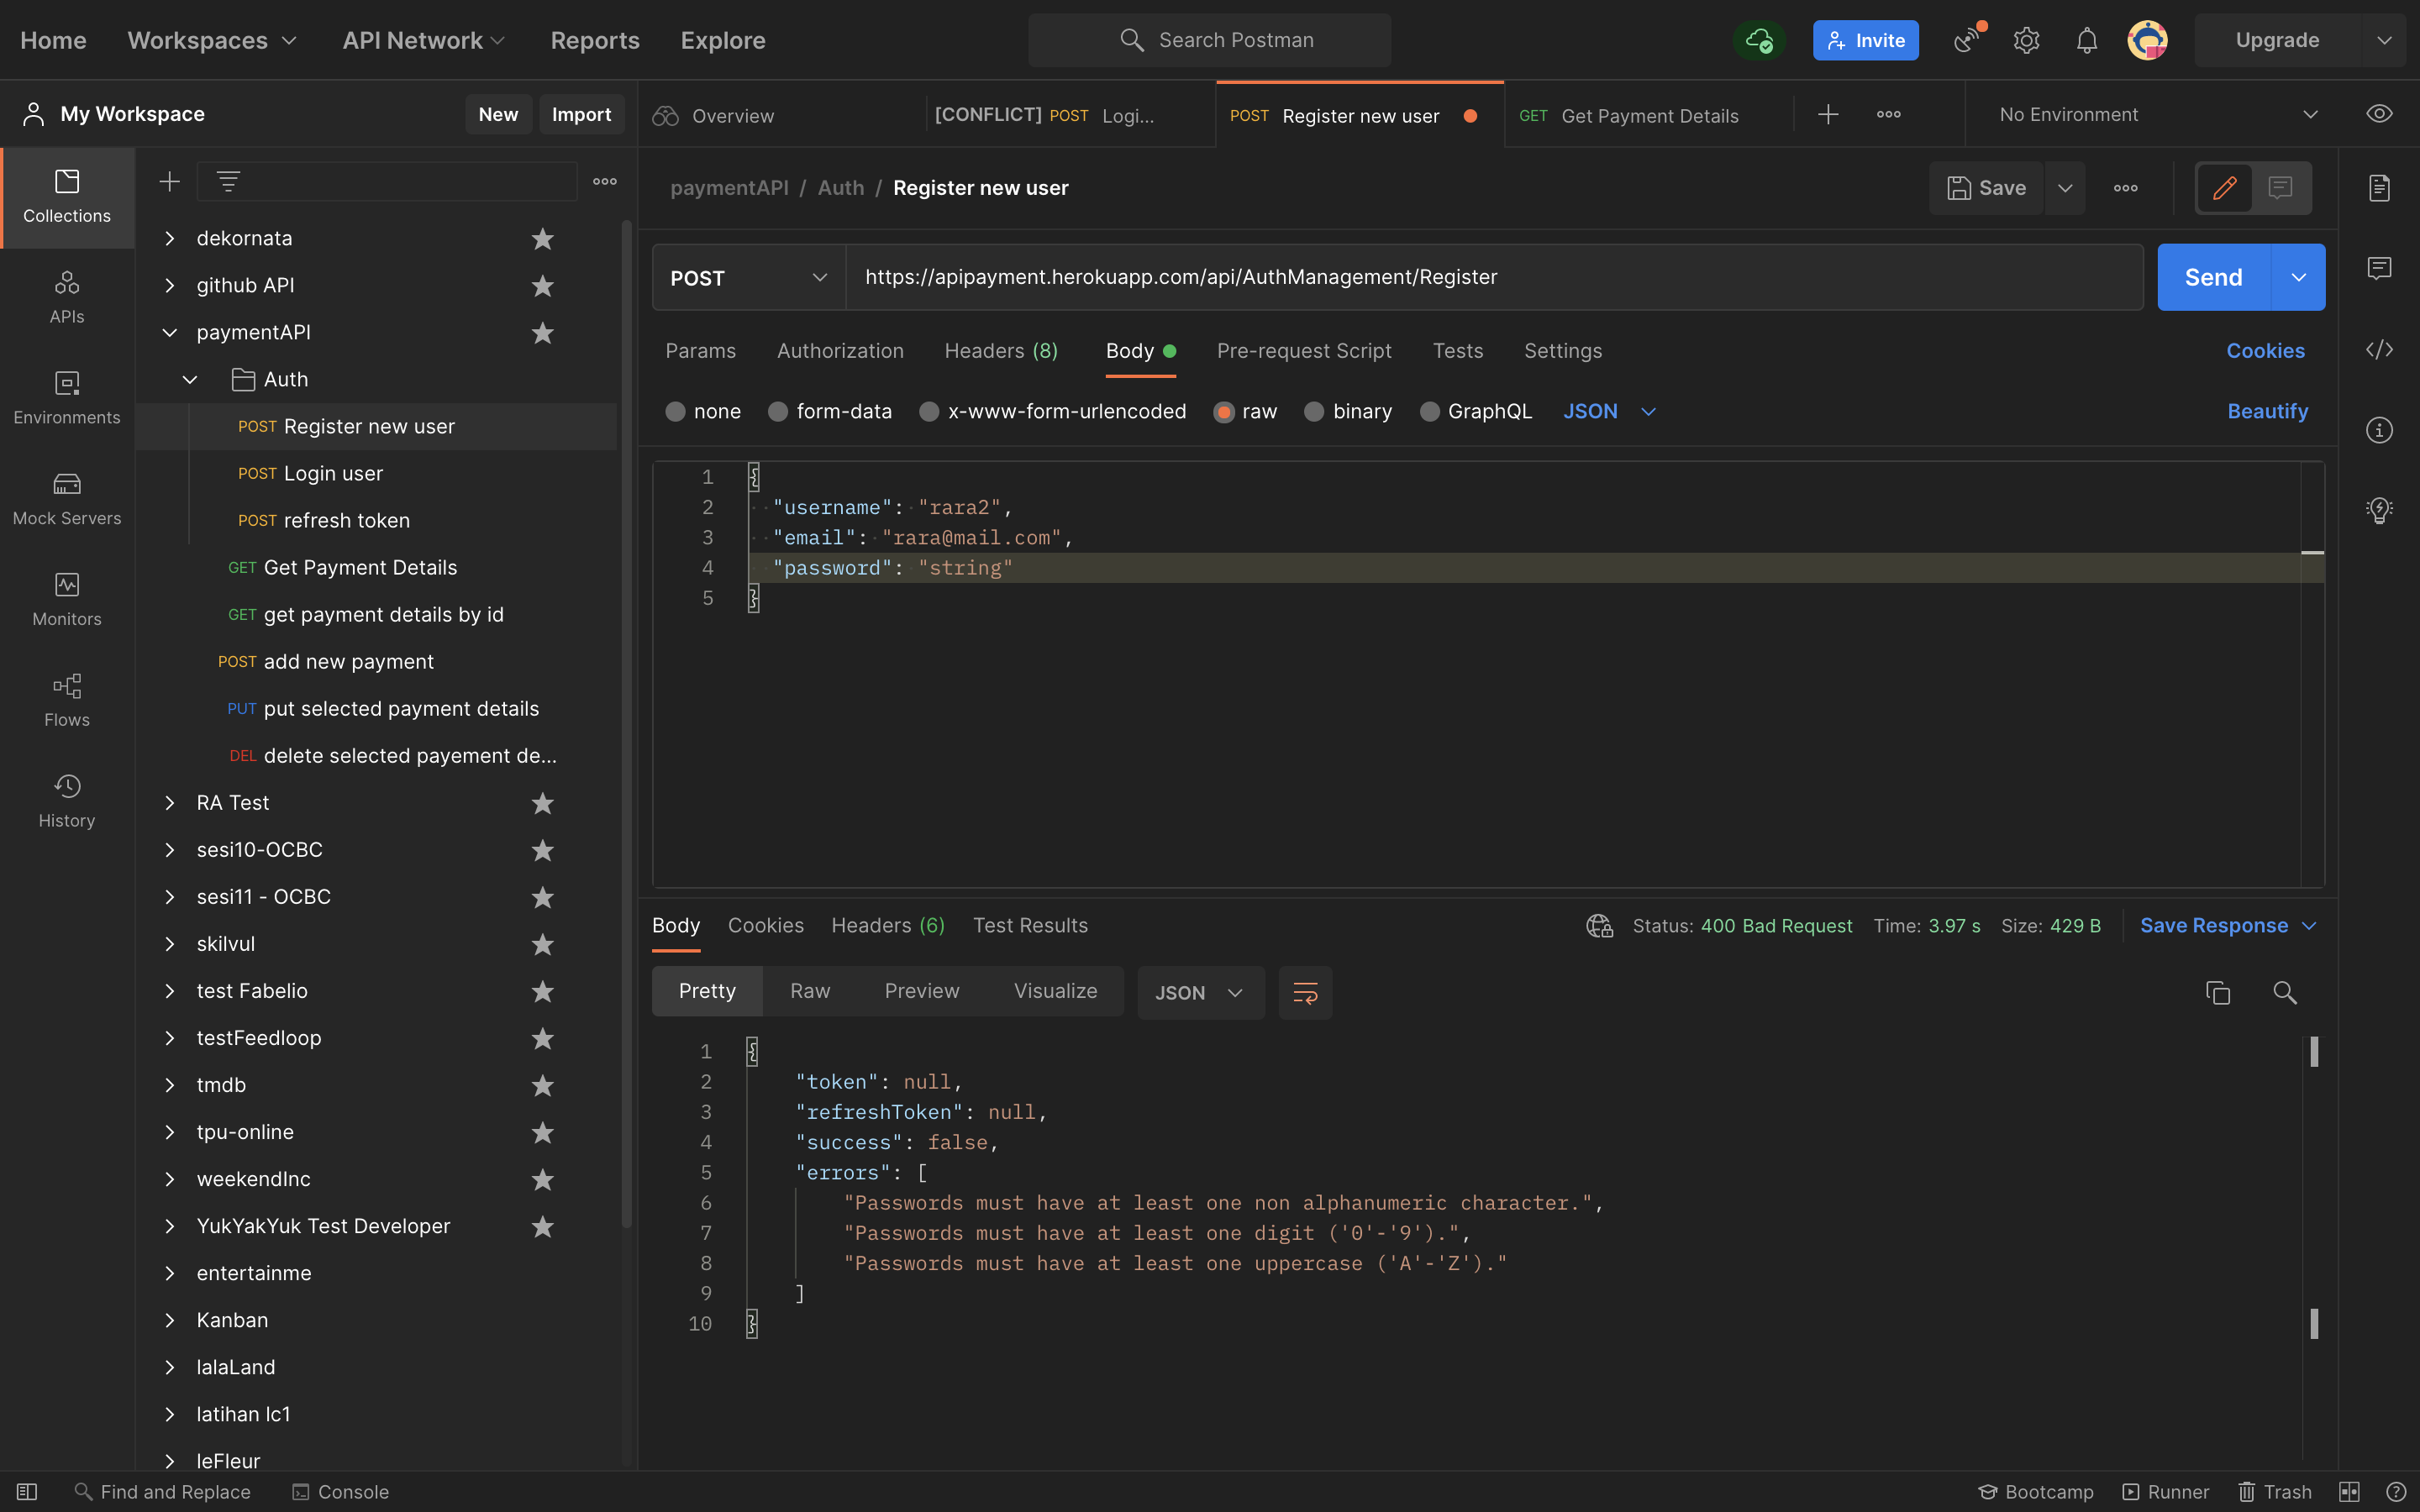 Home Workspaces API Network Reports Explore Search Postman Invite Upgrade
My Workspace New Import Overview [CONFLICT] POST Logi... POST Register new user GET Get Payment Details No Environment
Collections
APIs
Environments
Mock Servers
Monitors
Flows
History
dekornata
github API
paymentAPI
Auth
POST Register new user
POST Login user
POST refresh token
GET Get Payment Details
GET get payment details by id
POST add new payment
PUT put selected payment details
DEL delete selected payement de...
RA Test
sesi10-OCBC
sesi11 - OCBC
skilvul
test Fabelio
testFeedloop
tmdb
tpu-online
weekendInc
YukYakYuk Test Developer
entertainme
Kanban
lalaLand
latihan lc1
leFleur
paymentAPI / Auth / Register new user Save
POST https://apipayment.herokuapp.com/api/AuthManagement/Register Send
Params Authorization Headers (8) Body Pre-request Script Tests Settings Cookies
none form-data x-www-form-urlencoded raw binary GraphQL JSON Beautify
1 {
2 "username": "rara2",
3 "email": "rara@mail.com",
4 "password": "string"
5 }
Body Cookies Headers (6) Test Results Status: 400 Bad Request Time: 3.97 s Size: 429 B Save Response
Pretty Raw Preview Visualize JSON
1 {
2 "token": null,
3 "refreshToken": null,
4 "success": false,
5 "errors": [
6 "Passwords must have at least one non alphanumeric character.",
7 "Passwords must have at least one digit ('0'-'9').",
8 "Passwords must have at least one uppercase ('A'-'Z')."
9 ]
10 }
Find and Replace Console Bootcamp Runner Trash